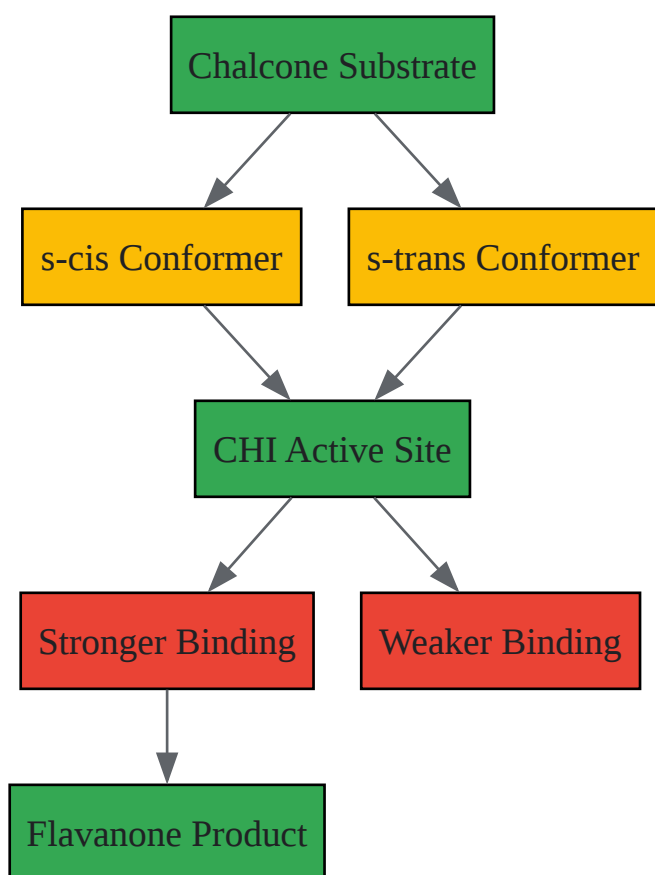 Chalcone Substrate
s-cis Conformer
s-trans Conformer
CHI Active Site
Stronger Binding
Weaker Binding
Flavanone Product